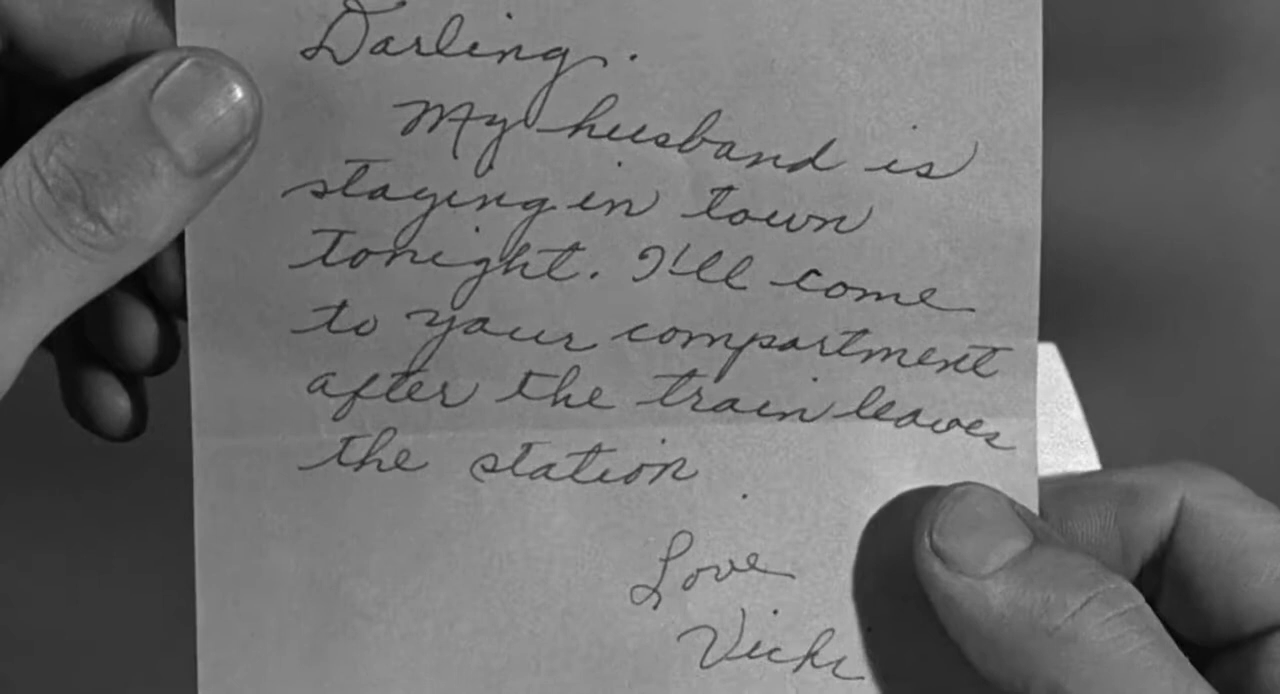 Darling.
My husband is
staying in town
tonight. I'll come
to your compartment
after the train leaves
the station
Love
Vicki